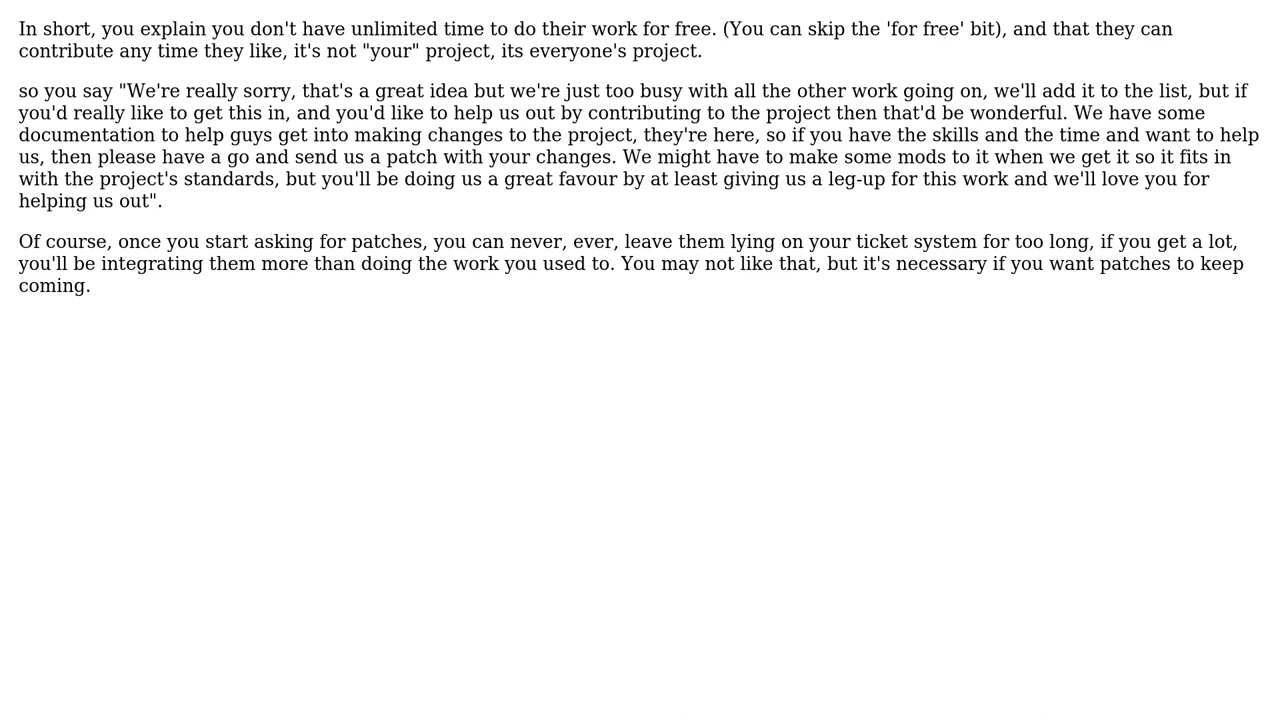 In short, you explain you don't have unlimited time to do their work for free. (You can skip the 'for free' bit), and that they can
contribute any time they like, it's not "your" project, its everyone's project.
so you say "We're really sorry, that's a great idea but we're just too busy with all the other work going on, we'll add it to the list, but if
you'd really like to get this in, and you'd like to help us out by contributing to the project then that'd be wonderful. We have some
documentation to help guys get into making changes to the project, they're here, so if you have the skills and the time and want to help
us, then please have a go and send us a patch with your changes. We might have to make some mods to it when we get it so it fits in
with the project's standards, but you'll be doing us a great favour by at least giving us a leg-up for this work and we'll love you for
helping us out".
Of course, once you start asking for patches, you can never, ever, leave them lying on your ticket system for too long, if you get a lot,
you'll be integrating them more than doing the work you used to. You may not like that, but it's necessary if you want patches to keep
coming.